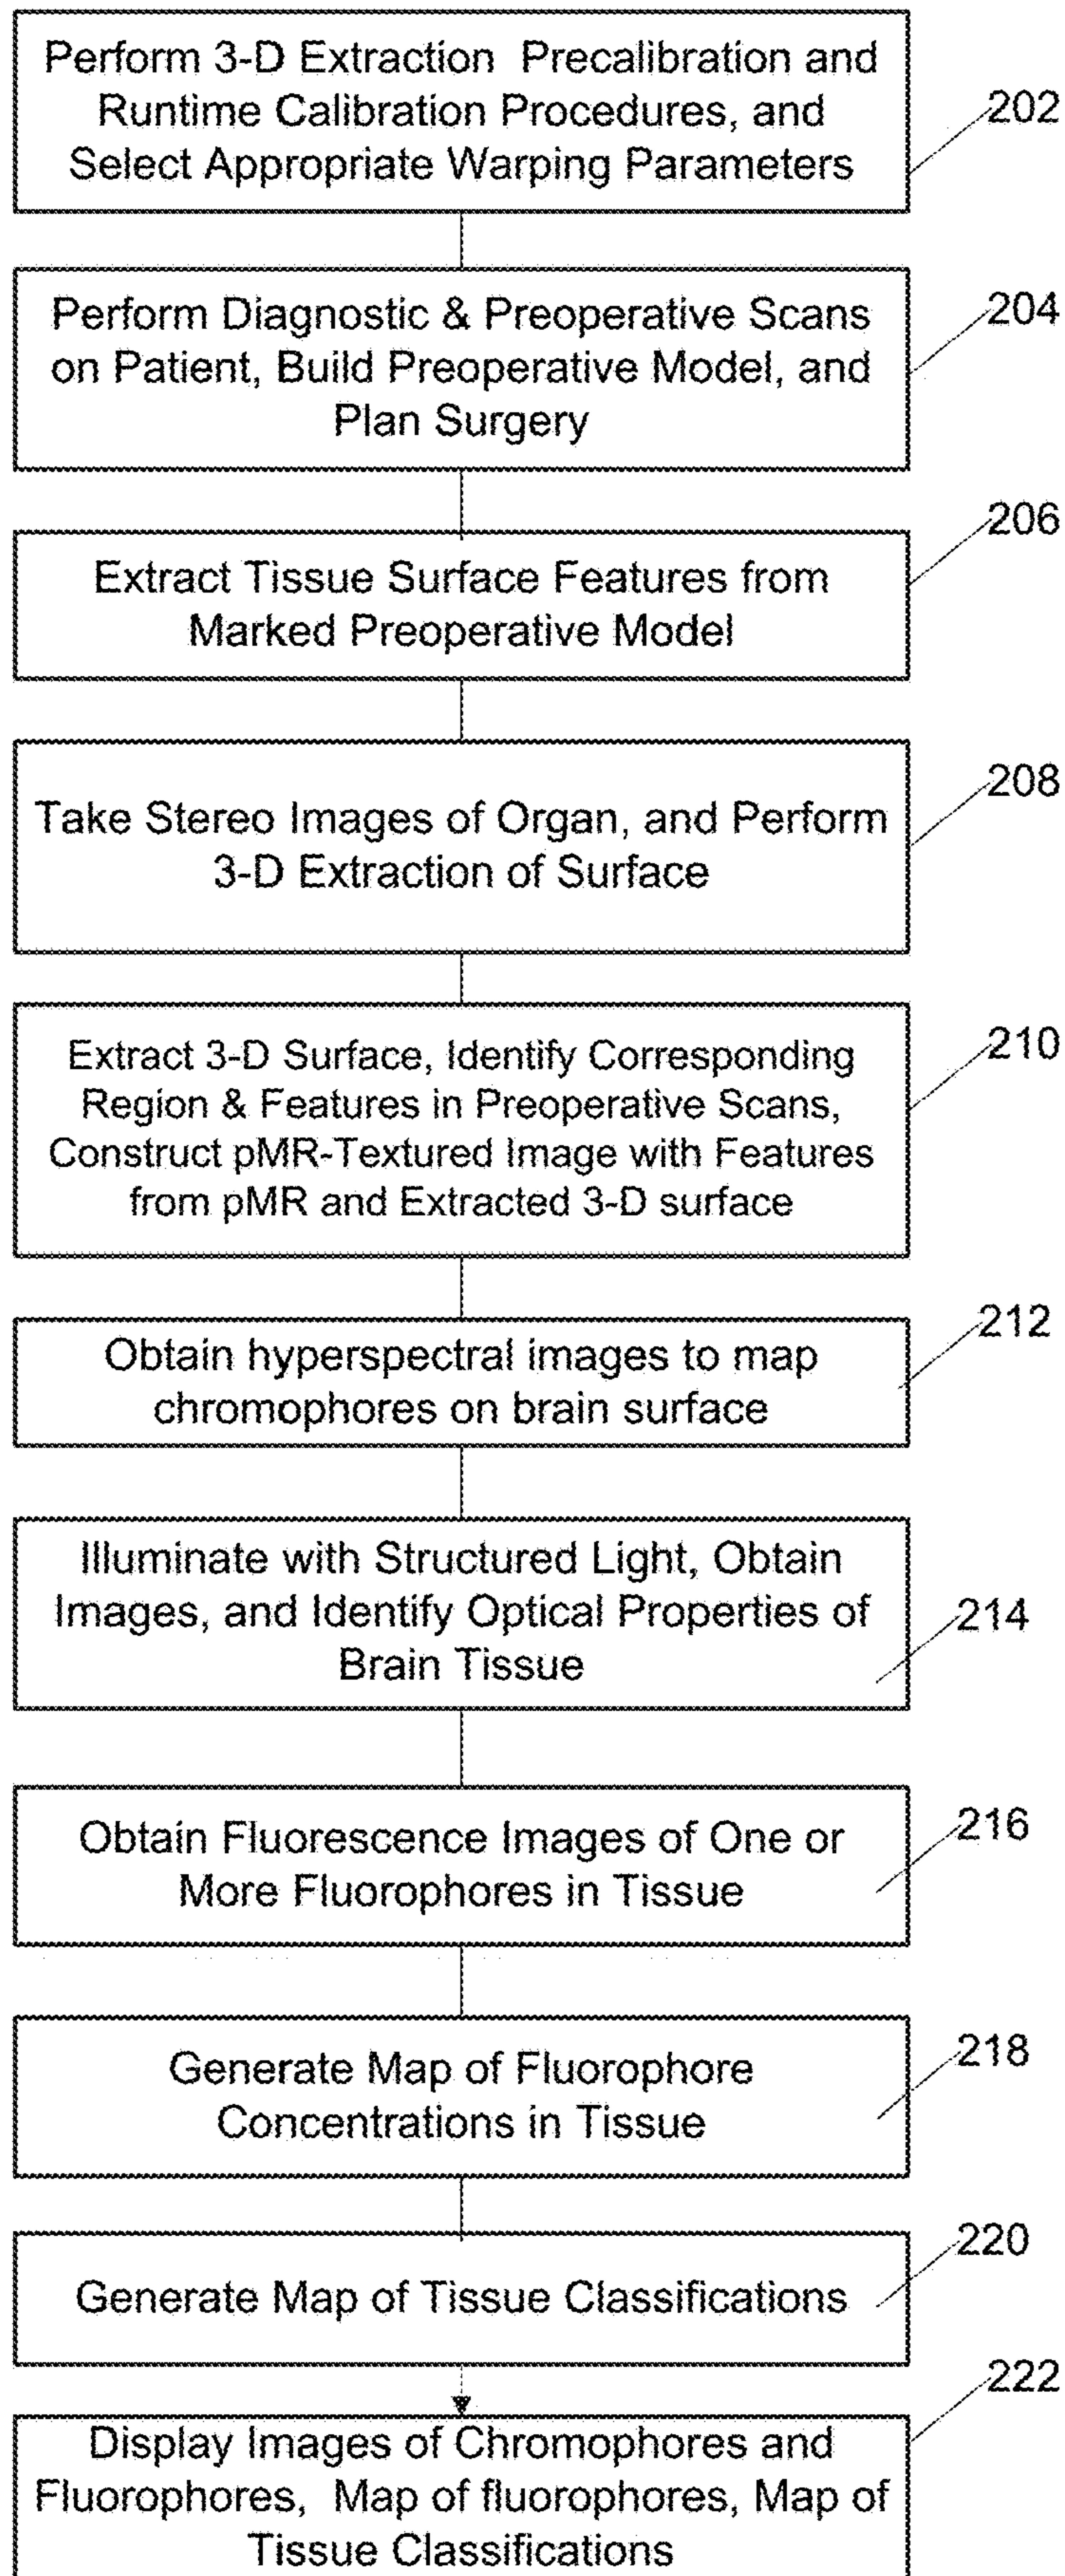 Perform 3-D Extraction Precalibration and
Runtime Calibration Procedures, and
Select Appropriate Warping Parameters
202
Perform Diagnostic & Preoperative Scans
on Patient, Build Preoperative Model, and
Plan Surgery
204
Extract Tissue Surface Features from
Marked Preoperative Model
206
Take Stereo Images of Organ, and Perform
3-D Extraction of Surface
208
Extract 3-D Surface, Identify Corresponding
Region & Features in Preoperative Scans,
Construct pMR-Textured Image with Features
from pMR and Extracted 3-D surface
210
Obtain hyperspectral images to map
chromophores on brain surface
212
Illuminate with Structured Light, Obtain
Images, and Identify Optical Properties of
Brain Tissue
214
Obtain Fluorescence Images of One or
More Fluorophores in Tissue
216
Generate Map of Fluorophore
Concentrations in Tissue
218
Generate Map of Tissue Classifications
220
Display Images of Chromophores and
Fluorophores, Map of fluorophores, Map of
Tissue Classifications
222